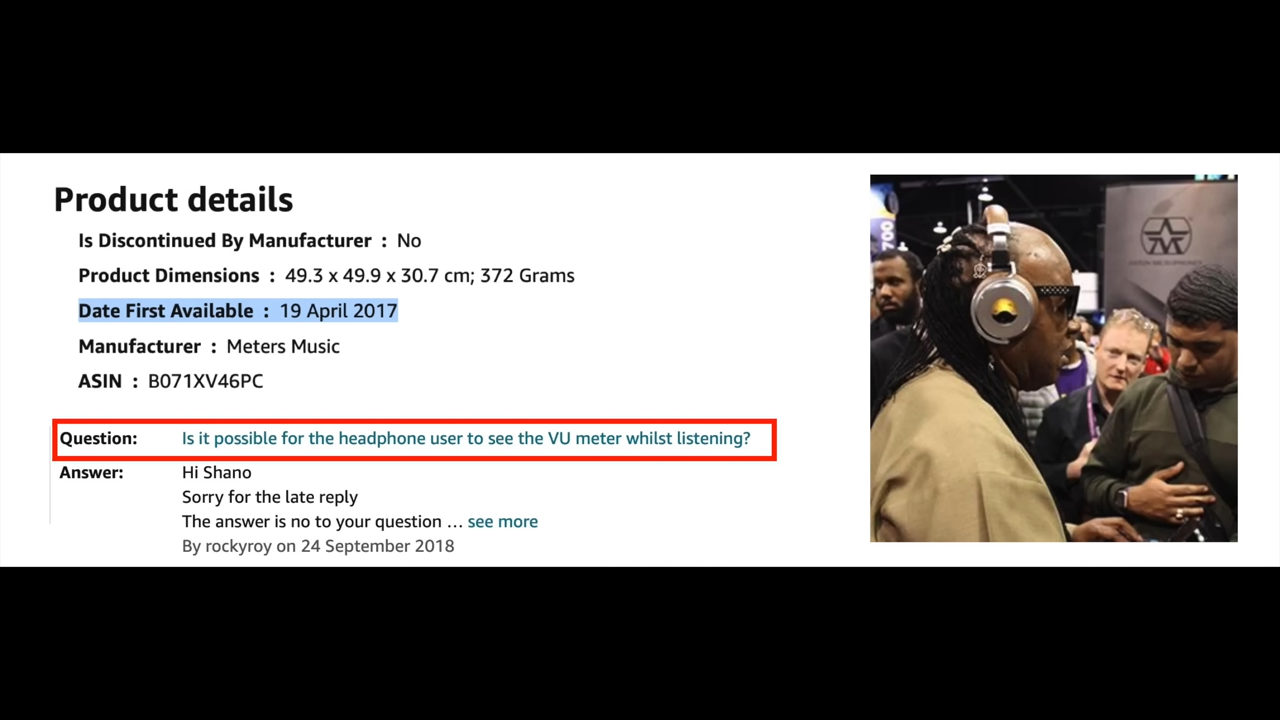 Product details
Is Discontinued By Manufacturer : No
Product Dimensions : 49.3 x 49.9 x 30.7 cm; 372 Grams
Date First Available : 19 April 2017
Manufacturer : Meters Music
ASIN : B071XV46PC
Question: Is it possible for the headphone user to see the VU meter whilst listening?
Answer: Hi Shano
Sorry for the late reply
The answer is no to your question … see more
By rockyroy on 24 September 2018
700